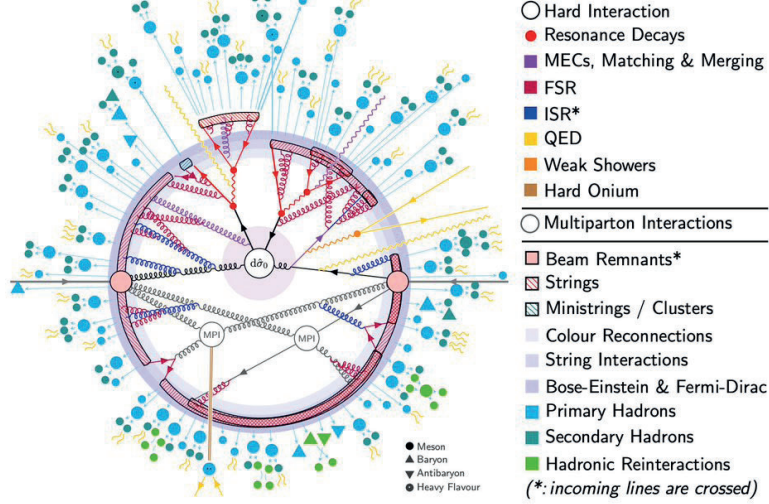 dσ̂₀
MPI
MPI
Meson
Baryon
Antibaryon
Heavy Flavour
Hard Interaction
Resonance Decays
MECs, Matching & Merging
FSR
ISR*
QED
Weak Showers
Hard Onium
Multiparton Interactions
Beam Remnants*
Strings
Ministrings / Clusters
Colour Reconnections
String Interactions
Bose-Einstein & Fermi-Dirac
Primary Hadrons
Secondary Hadrons
Hadronic Reinteractions
(*: incoming lines are crossed)